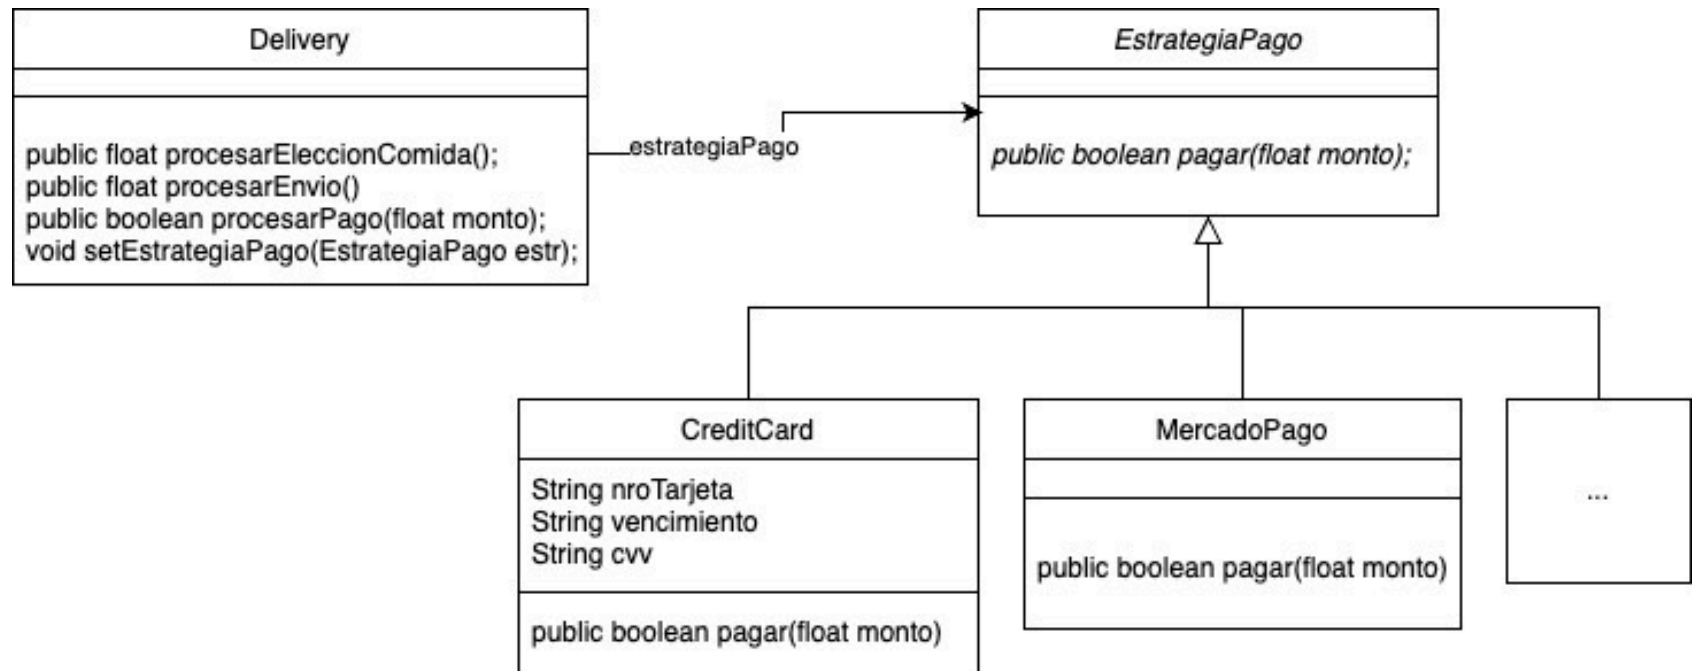 Delivery
public float procesarEleccionComida();
public float procesarEnvio()
public boolean procesarPago(float monto);
void setEstrategiaPago(EstrategiaPago estr);
estrategiaPago
EstrategiaPago
public boolean pagar(float monto);
CreditCard
String nroTarjeta
String vencimiento
String cvv
public boolean pagar(float monto)
MercadoPago
public boolean pagar(float monto)
...